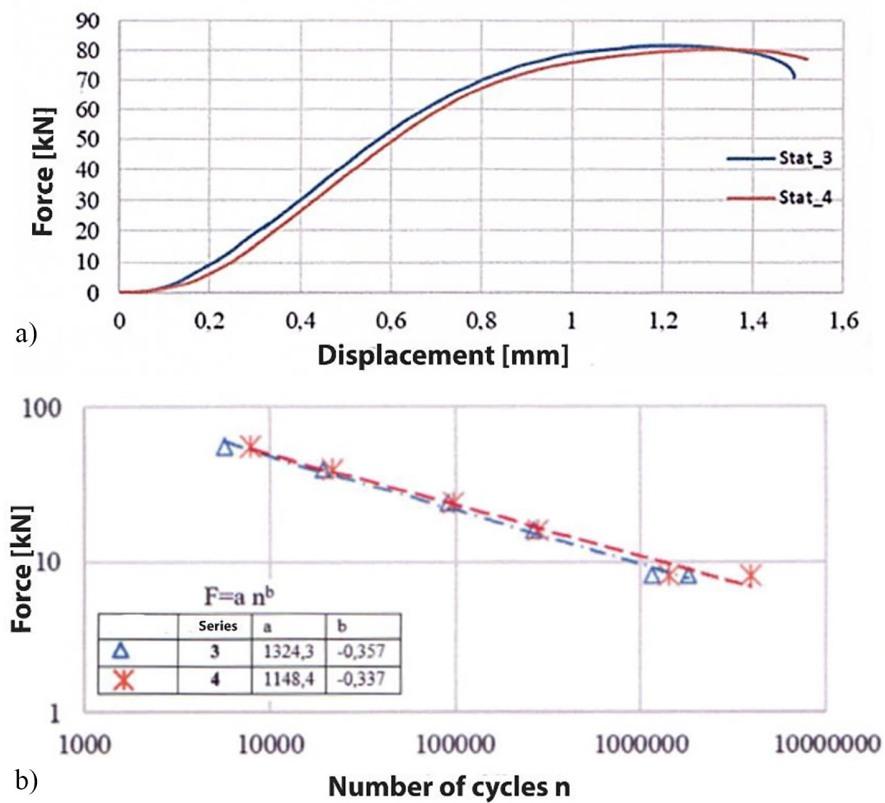 90
80
70
60
50
40
30
20
10
0
Force [kN]
Stat_3
Stat_4
0 0,2 0,4 0,6 0,8 1 1,2 1,4 1,6
a)
Displacement [mm]
100
10
1
Force [kN]
F=a n^b
Series a b
3 1324,3 -0,357
4 1148,4 -0,337
1000 10000 100000 1000000 10000000
b)
Number of cycles n